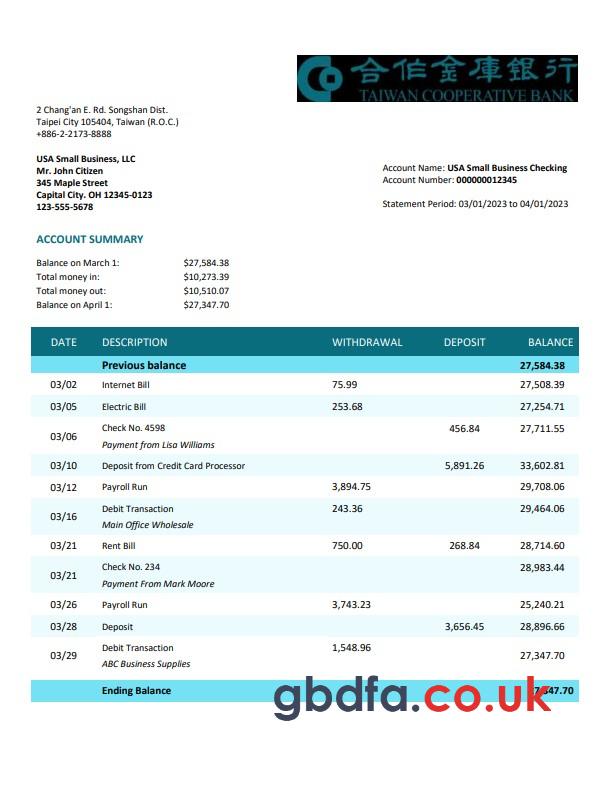 合作金庫銀行
TAIWAN COOPERATIVE BANK
2 Chang'an E. Rd. Songshan Dist.
Taipei City 105404, Taiwan (R.O.C.)
+886-2-2173-8888
USA Small Business, LLC
Mr. John Citizen
345 Maple Street
Capital City. OH 12345-0123
123-555-5678
Account Name: USA Small Business Checking
Account Number: 000000012345
Statement Period: 03/01/2023 to 04/01/2023
ACCOUNT SUMMARY
Balance on March 1: $27,584.38
Total money in: $10,273.39
Total money out: $10,510.07
Balance on April 1: $27,347.70
DATE DESCRIPTION WITHDRAWAL DEPOSIT BALANCE
Previous balance 27,584.38
03/02 Internet Bill 75.99 27,508.39
03/05 Electric Bill 253.68 27,254.71
03/06 Check No. 4598 456.84 27,711.55
Payment from Lisa Williams
03/10 Deposit from Credit Card Processor 5,891.26 33,602.81
03/12 Payroll Run 3,894.75 29,708.06
03/16 Debit Transaction 243.36 29,464.06
Main Office Wholesale
03/21 Rent Bill 750.00 268.84 28,714.60
03/21 Check No. 234 28,983.44
Payment From Mark Moore
03/26 Payroll Run 3,743.23 25,240.21
03/28 Deposit 3,656.45 28,896.66
03/29 Debit Transaction 1,548.96 27,347.70
ABC Business Supplies
Ending Balance 7,347.70
gbdfa.co.uk